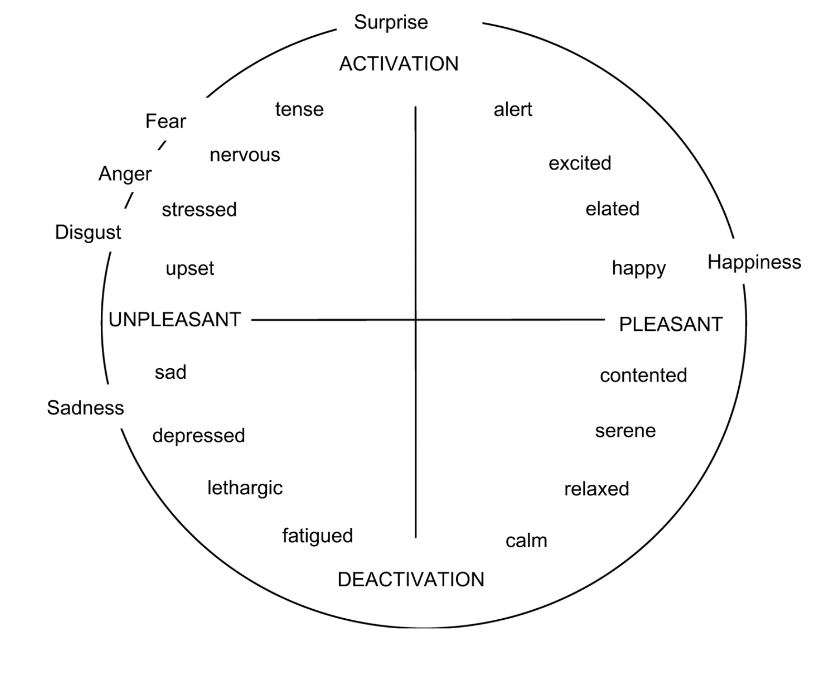 Surprise
ACTIVATION
tense
alert
Fear
nervous
excited
Anger
stressed
elated
Disgust
upset
happy
Happiness
UNPLEASANT
PLEASANT
sad
contented
Sadness
depressed
serene
lethargic
relaxed
fatigued
calm
DEACTIVATION